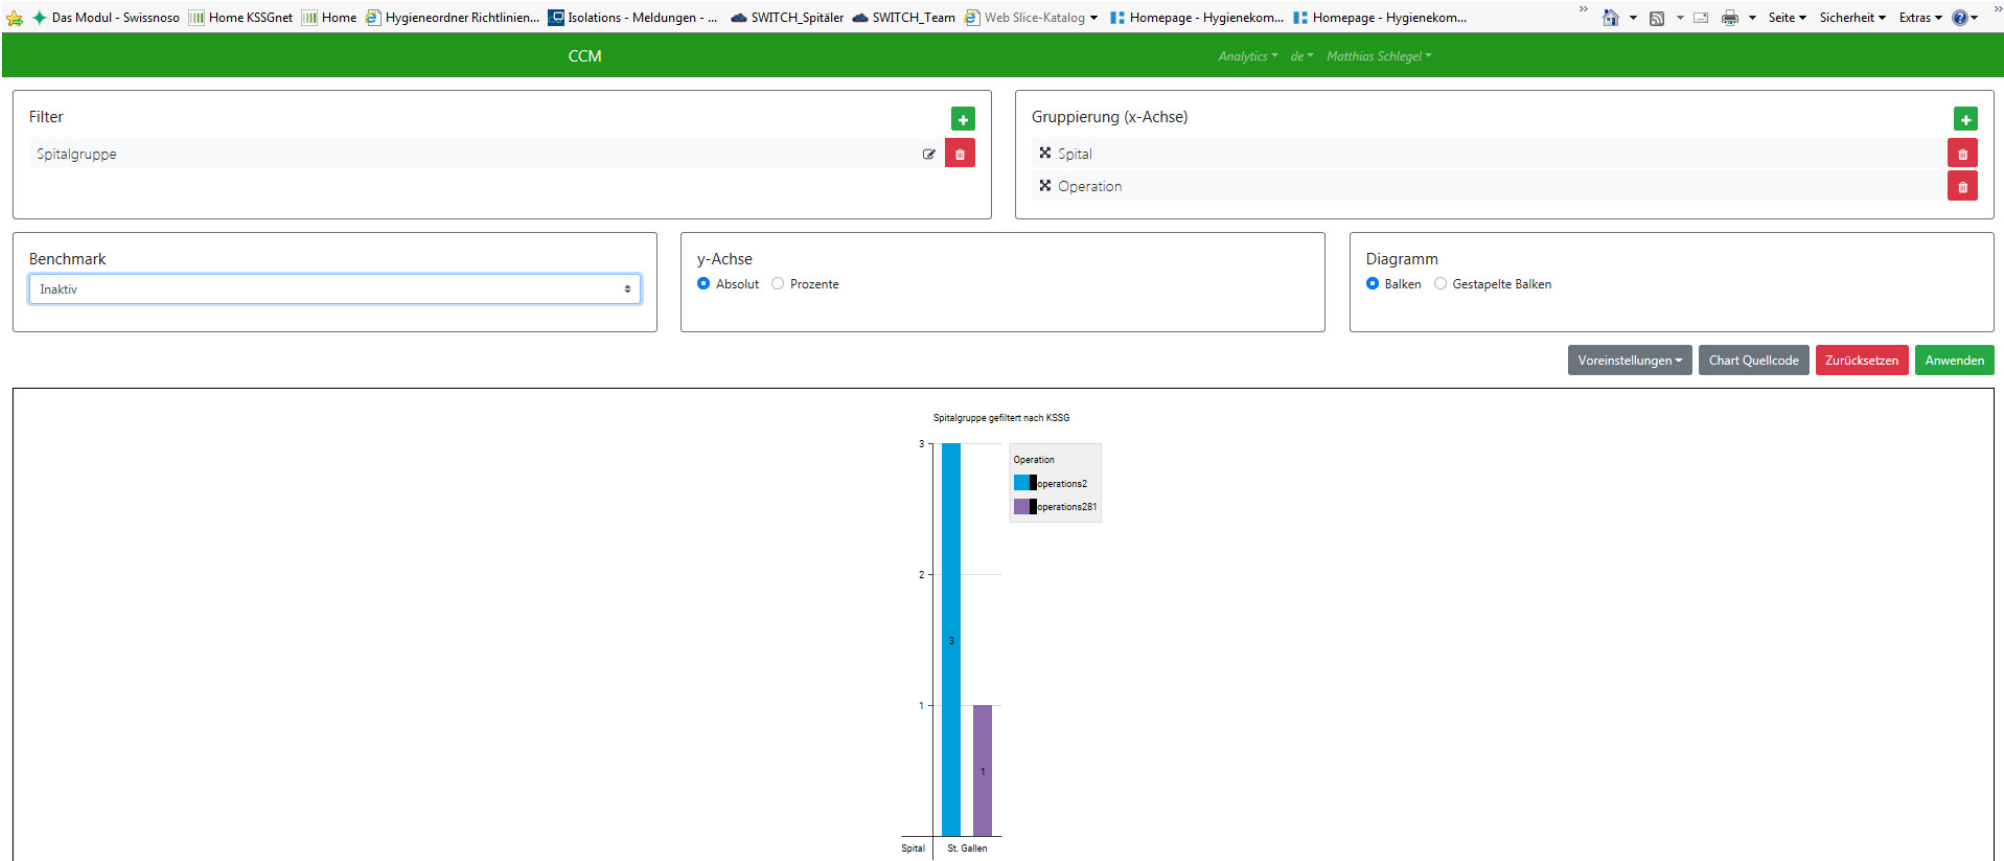 Das Modul - Swissnoso Home KSSGnet Home Hygieneordner Richtlinien... Isolations - Meldungen - ... SWITCH_Spitäler SWITCH_Team Web Slice-Katalog Homepage - Hygienekom... Homepage - Hygienekom... » Seite Sicherheit Extras »
CCM Analytics de Matthias Schlegel
Filter
Spitalgruppe
Gruppierung (x-Achse)
Spital
Operation
Benchmark
Inaktiv
y-Achse
Absolut Prozente
Diagramm
Balken Gestapelte Balken
Voreinstellungen Chart Quellcode Zurücksetzen Anwenden
Spitalgruppe gefiltert nach KSSG
3
2
1
3
1
Operation
operations2
operations281
Spital St. Gallen